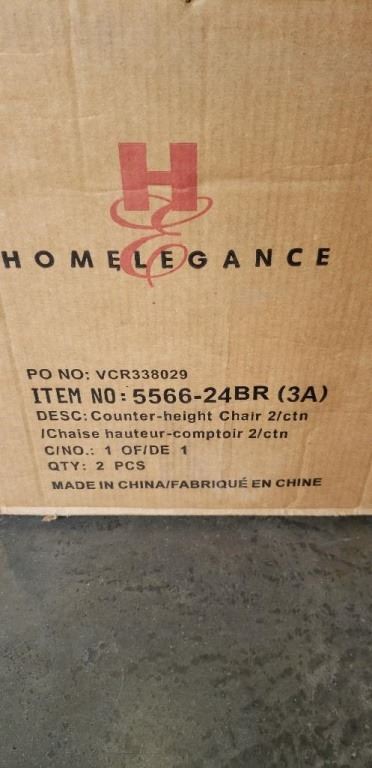 HE
HOMELEGANCE
PO NO: VCR338029
ITEM NO: 5566-24BR (3A)
DESC: Counter-height Chair 2/ctn
/Chaise hauteur-comptoir 2/ctn
C/NO.: 1 OF/DE 1
QTY: 2 PCS
MADE IN CHINA/FABRIQUÉ EN CHINE